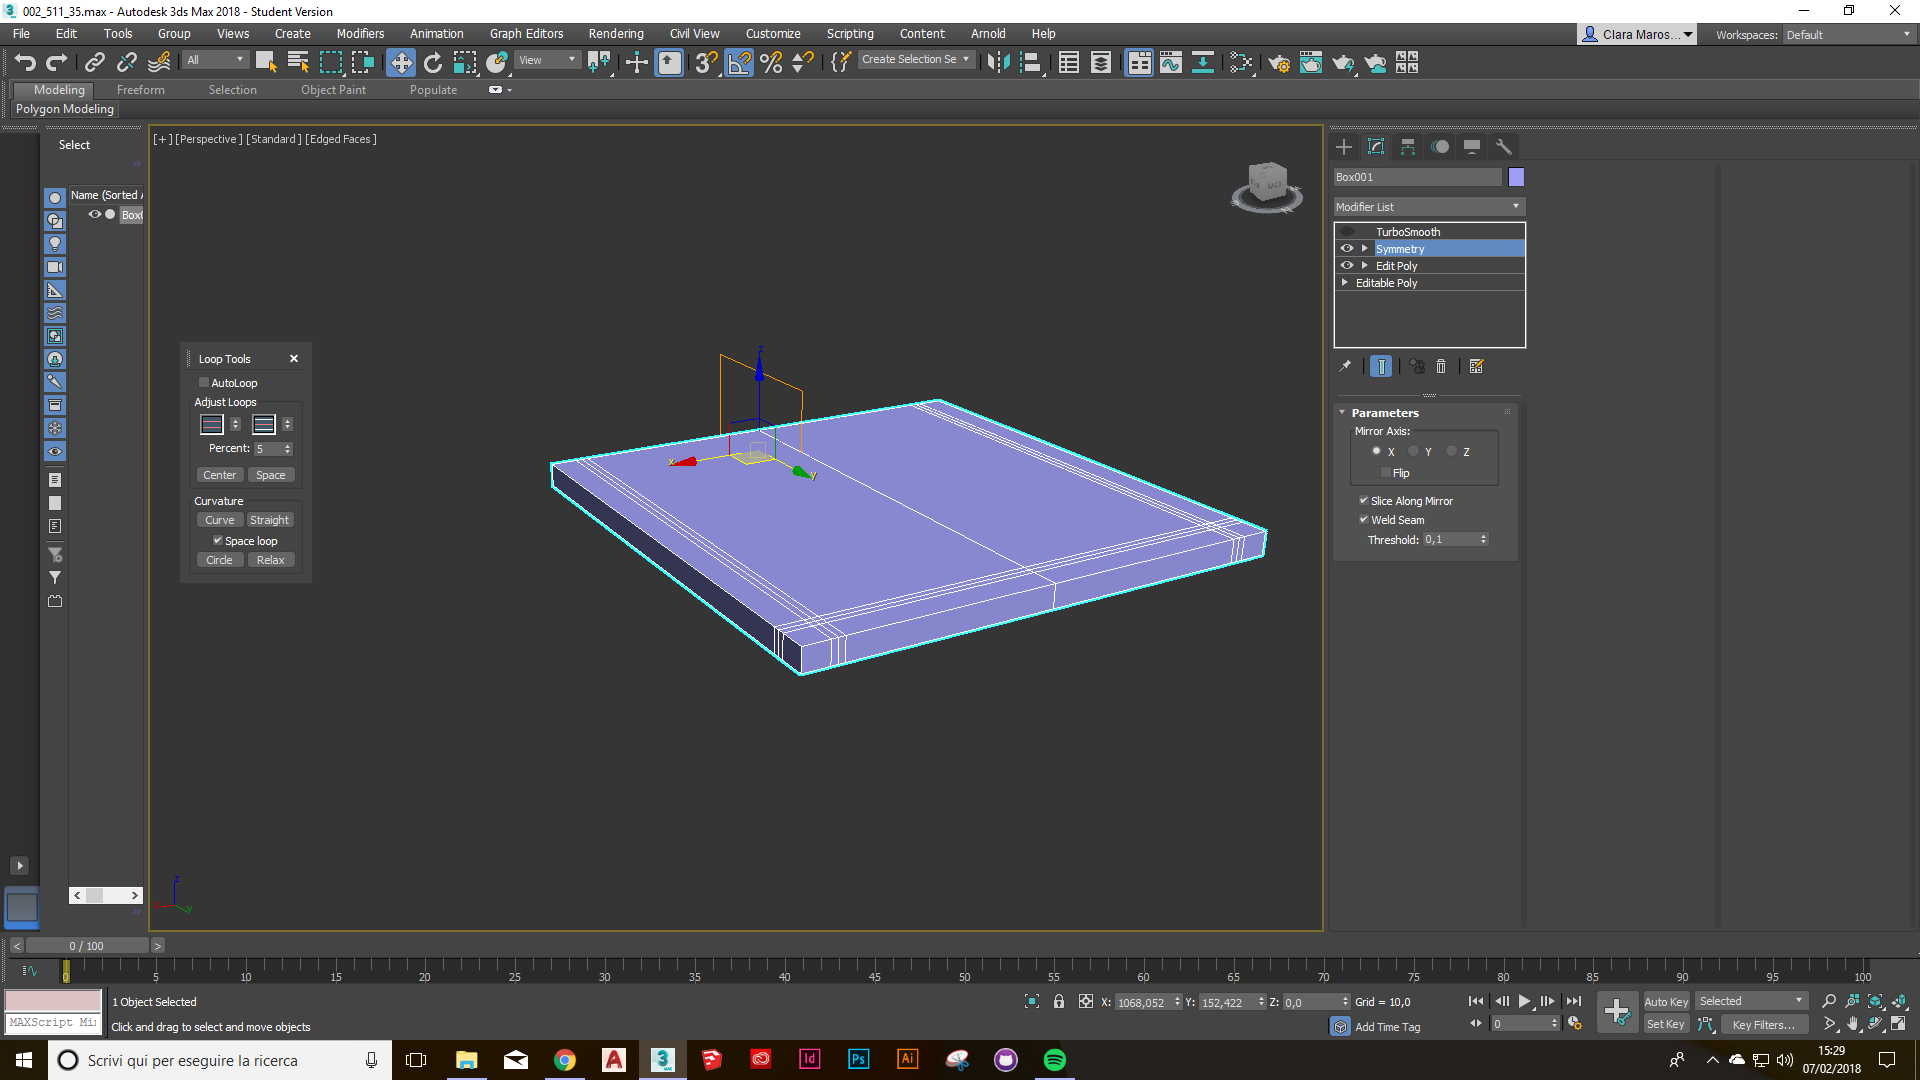 002_511_35.max - Autodesk 3ds Max 2018 - Student Version
File Edit Tools Group Views Create Modifiers Animation Graph Editors Rendering Civil View Customize Scripting Content Arnold Help
Clara Maros... Workspaces: Default
All View Create Selection Se
Modeling Freeform Selection Object Paint Populate
Polygon Modeling
Select
Name (Sorted
Box0
[+] [Perspective] [Standard] [Edged Faces]
Box001
Modifier List
TurboSmooth
Symmetry
Edit Poly
Editable Poly
Loop Tools
AutoLoop
Adjust Loops
Percent: 5
Center Space
Curvature
Curve Straight
Space loop
Circle Relax
z
x
y
Parameters
Mirror Axis:
X Y Z
Flip
Slice Along Mirror
Weld Seam
Threshold: 0,1
z
y
0 / 100
0 5 10 15 20 25 30 35 40 45 50 55 60 65 70 75 80 85 90 95 100
1 Object Selected
X: 1068,052 Y: 152,422 Z: 0,0 Grid = 10,0
Auto Key Selected
MAXScript Mi
Click and drag to select and move objects
Add Time Tag
0
Set Key Key Filters...
Scrivi qui per eseguire la ricerca
Id Ps Ai
15:29
07/02/2018